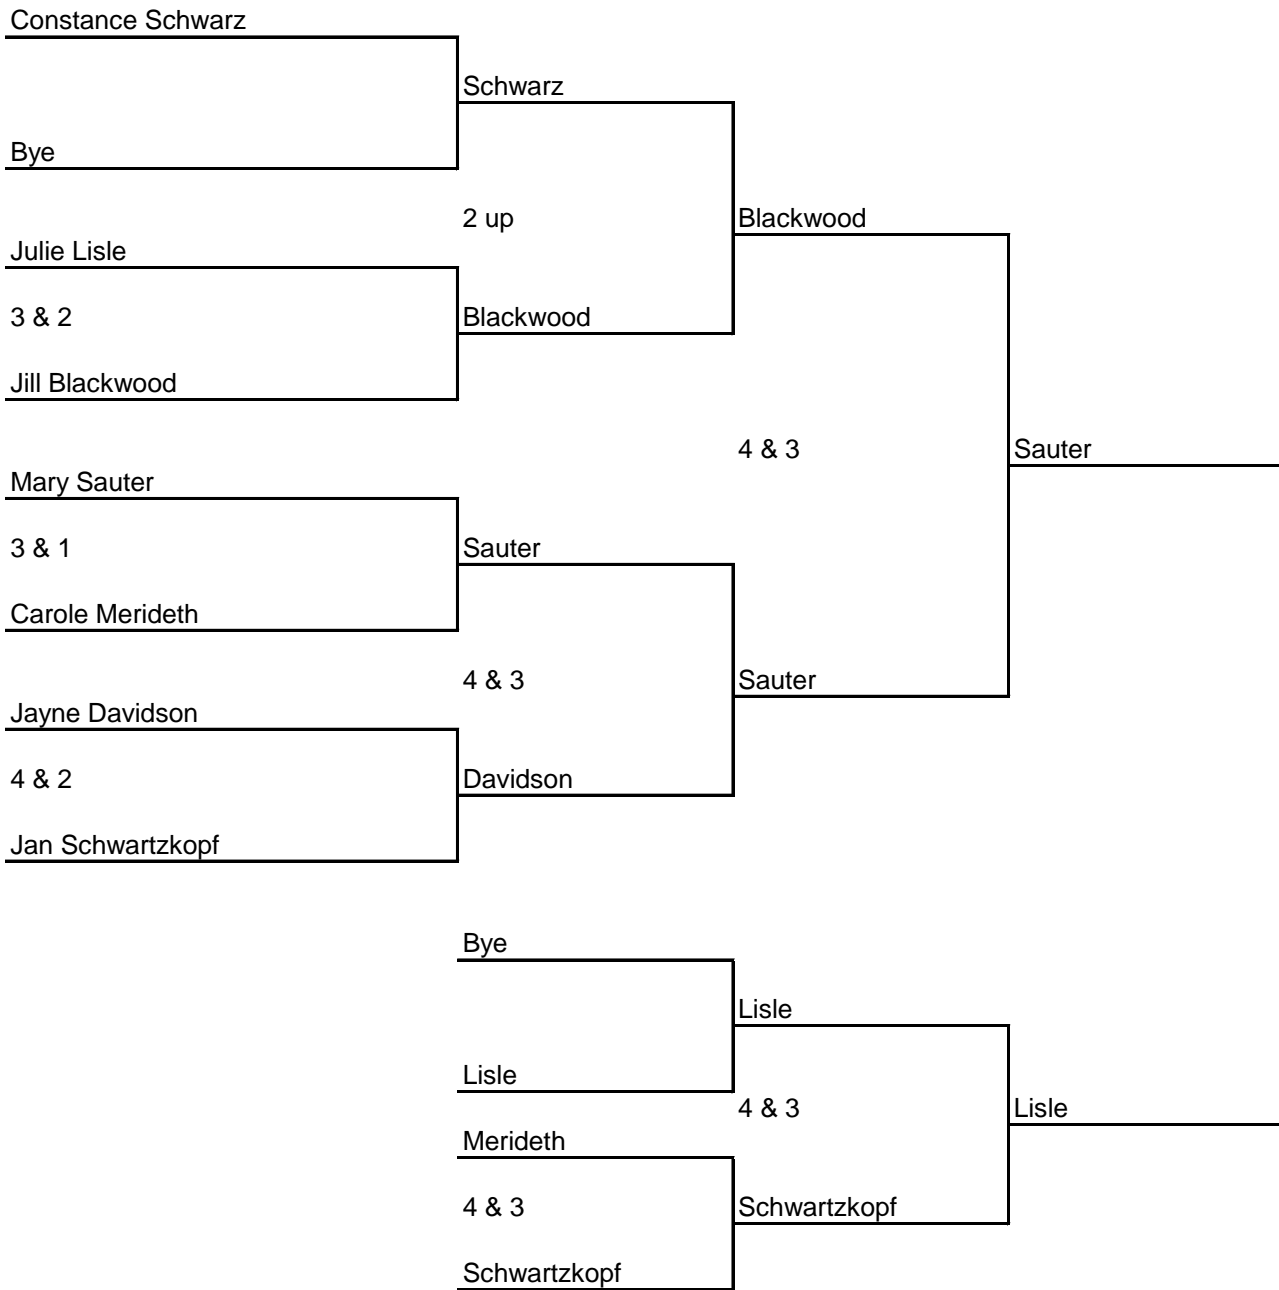 Constance Schwarz
Schwarz
Bye
2 up
Blackwood
Julie Lisle
3 & 2
Blackwood
Jill Blackwood
4 & 3
Sauter
Mary Sauter
3 & 1
Sauter
Carole Merideth
4 & 3
Sauter
Jayne Davidson
4 & 2
Davidson
Jan Schwartzkopf
Bye
Lisle
Lisle
4 & 3
Lisle
Merideth
4 & 3
Schwartzkopf
Schwartzkopf